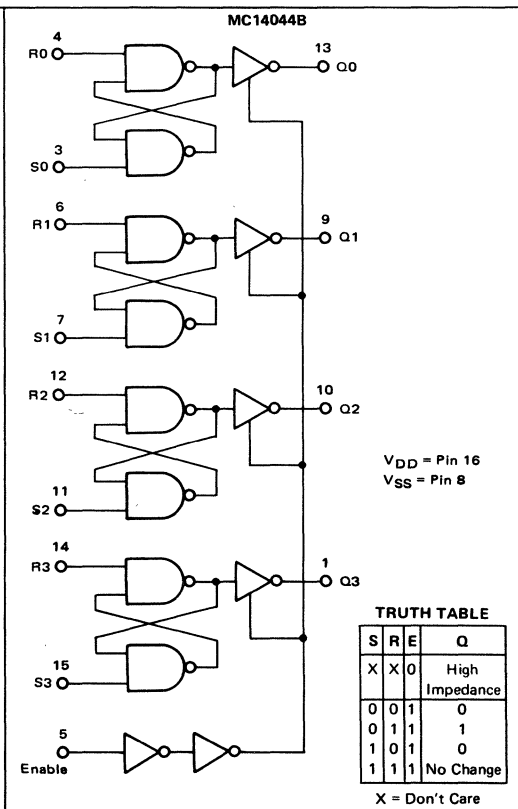 MC14044B
4
R0
13
Q0
3
S0
6
R1
9
Q1
7
S1
12
R2
10
Q2
11
S2
14
R3
1
Q3
15
S3
5
Enable
VDD = Pin 16
VSS = Pin 8
TRUTH TABLE
S R E Q
X X 0 High Impedance
0 0 1 0
0 1 1 1
1 0 1 0
1 1 1 No Change
X = Don't Care